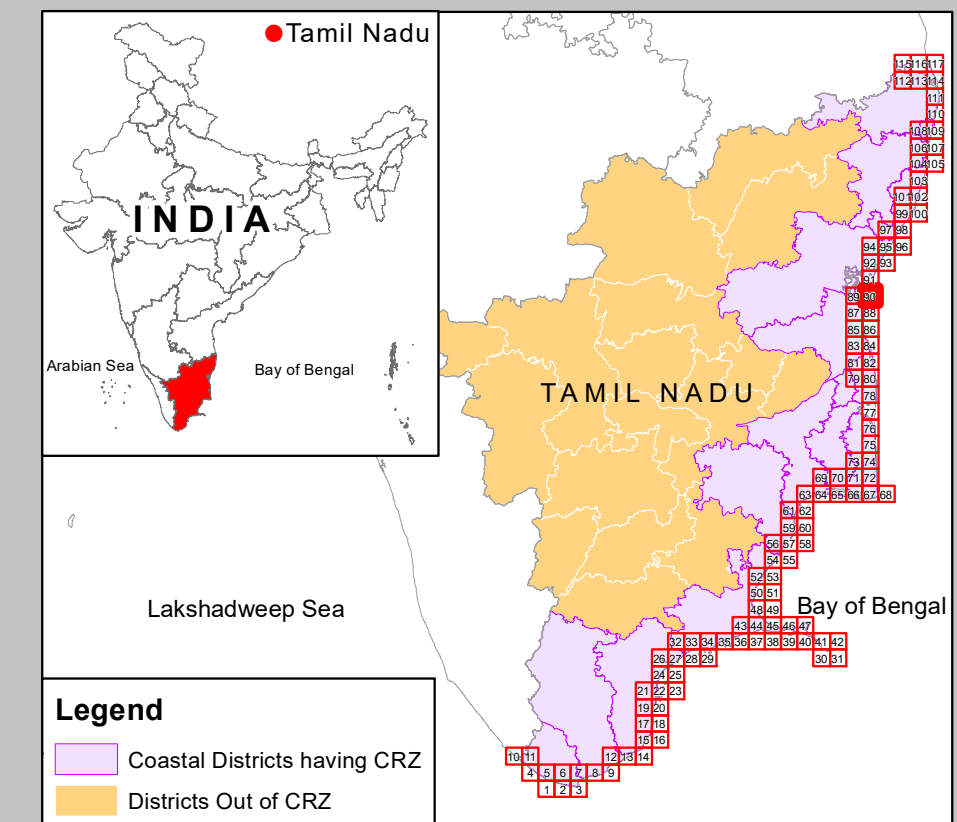 Tamil Nadu
INDIA
Arabian Sea
Bay of Bengal
115 116 117
112 113 114
111
110
108 109
106 107
104 105
103
101 102
99 100
97 98
94 95 96
92 93
91
89 90
87 88
85 86
83 84
81 82
79 80
TAMIL NADU
78
77
76
75
73 74
69 70 71 72
63 64 65 66 67 68
61 62
59 60
56 57 58
54 55
52 53
50 51
48 49
Lakshadweep Sea
Bay of Bengal
43 44 45 46 47
32 33 34 35 36 37 38 39 40 41 42
26 27 28 29 30 31
24 25
21 22 23
19 20
17 18
15 16
10 11 12 13 14
4 5 6 7 8 9
1 2 3
Legend
Coastal Districts having CRZ
Districts Out of CRZ